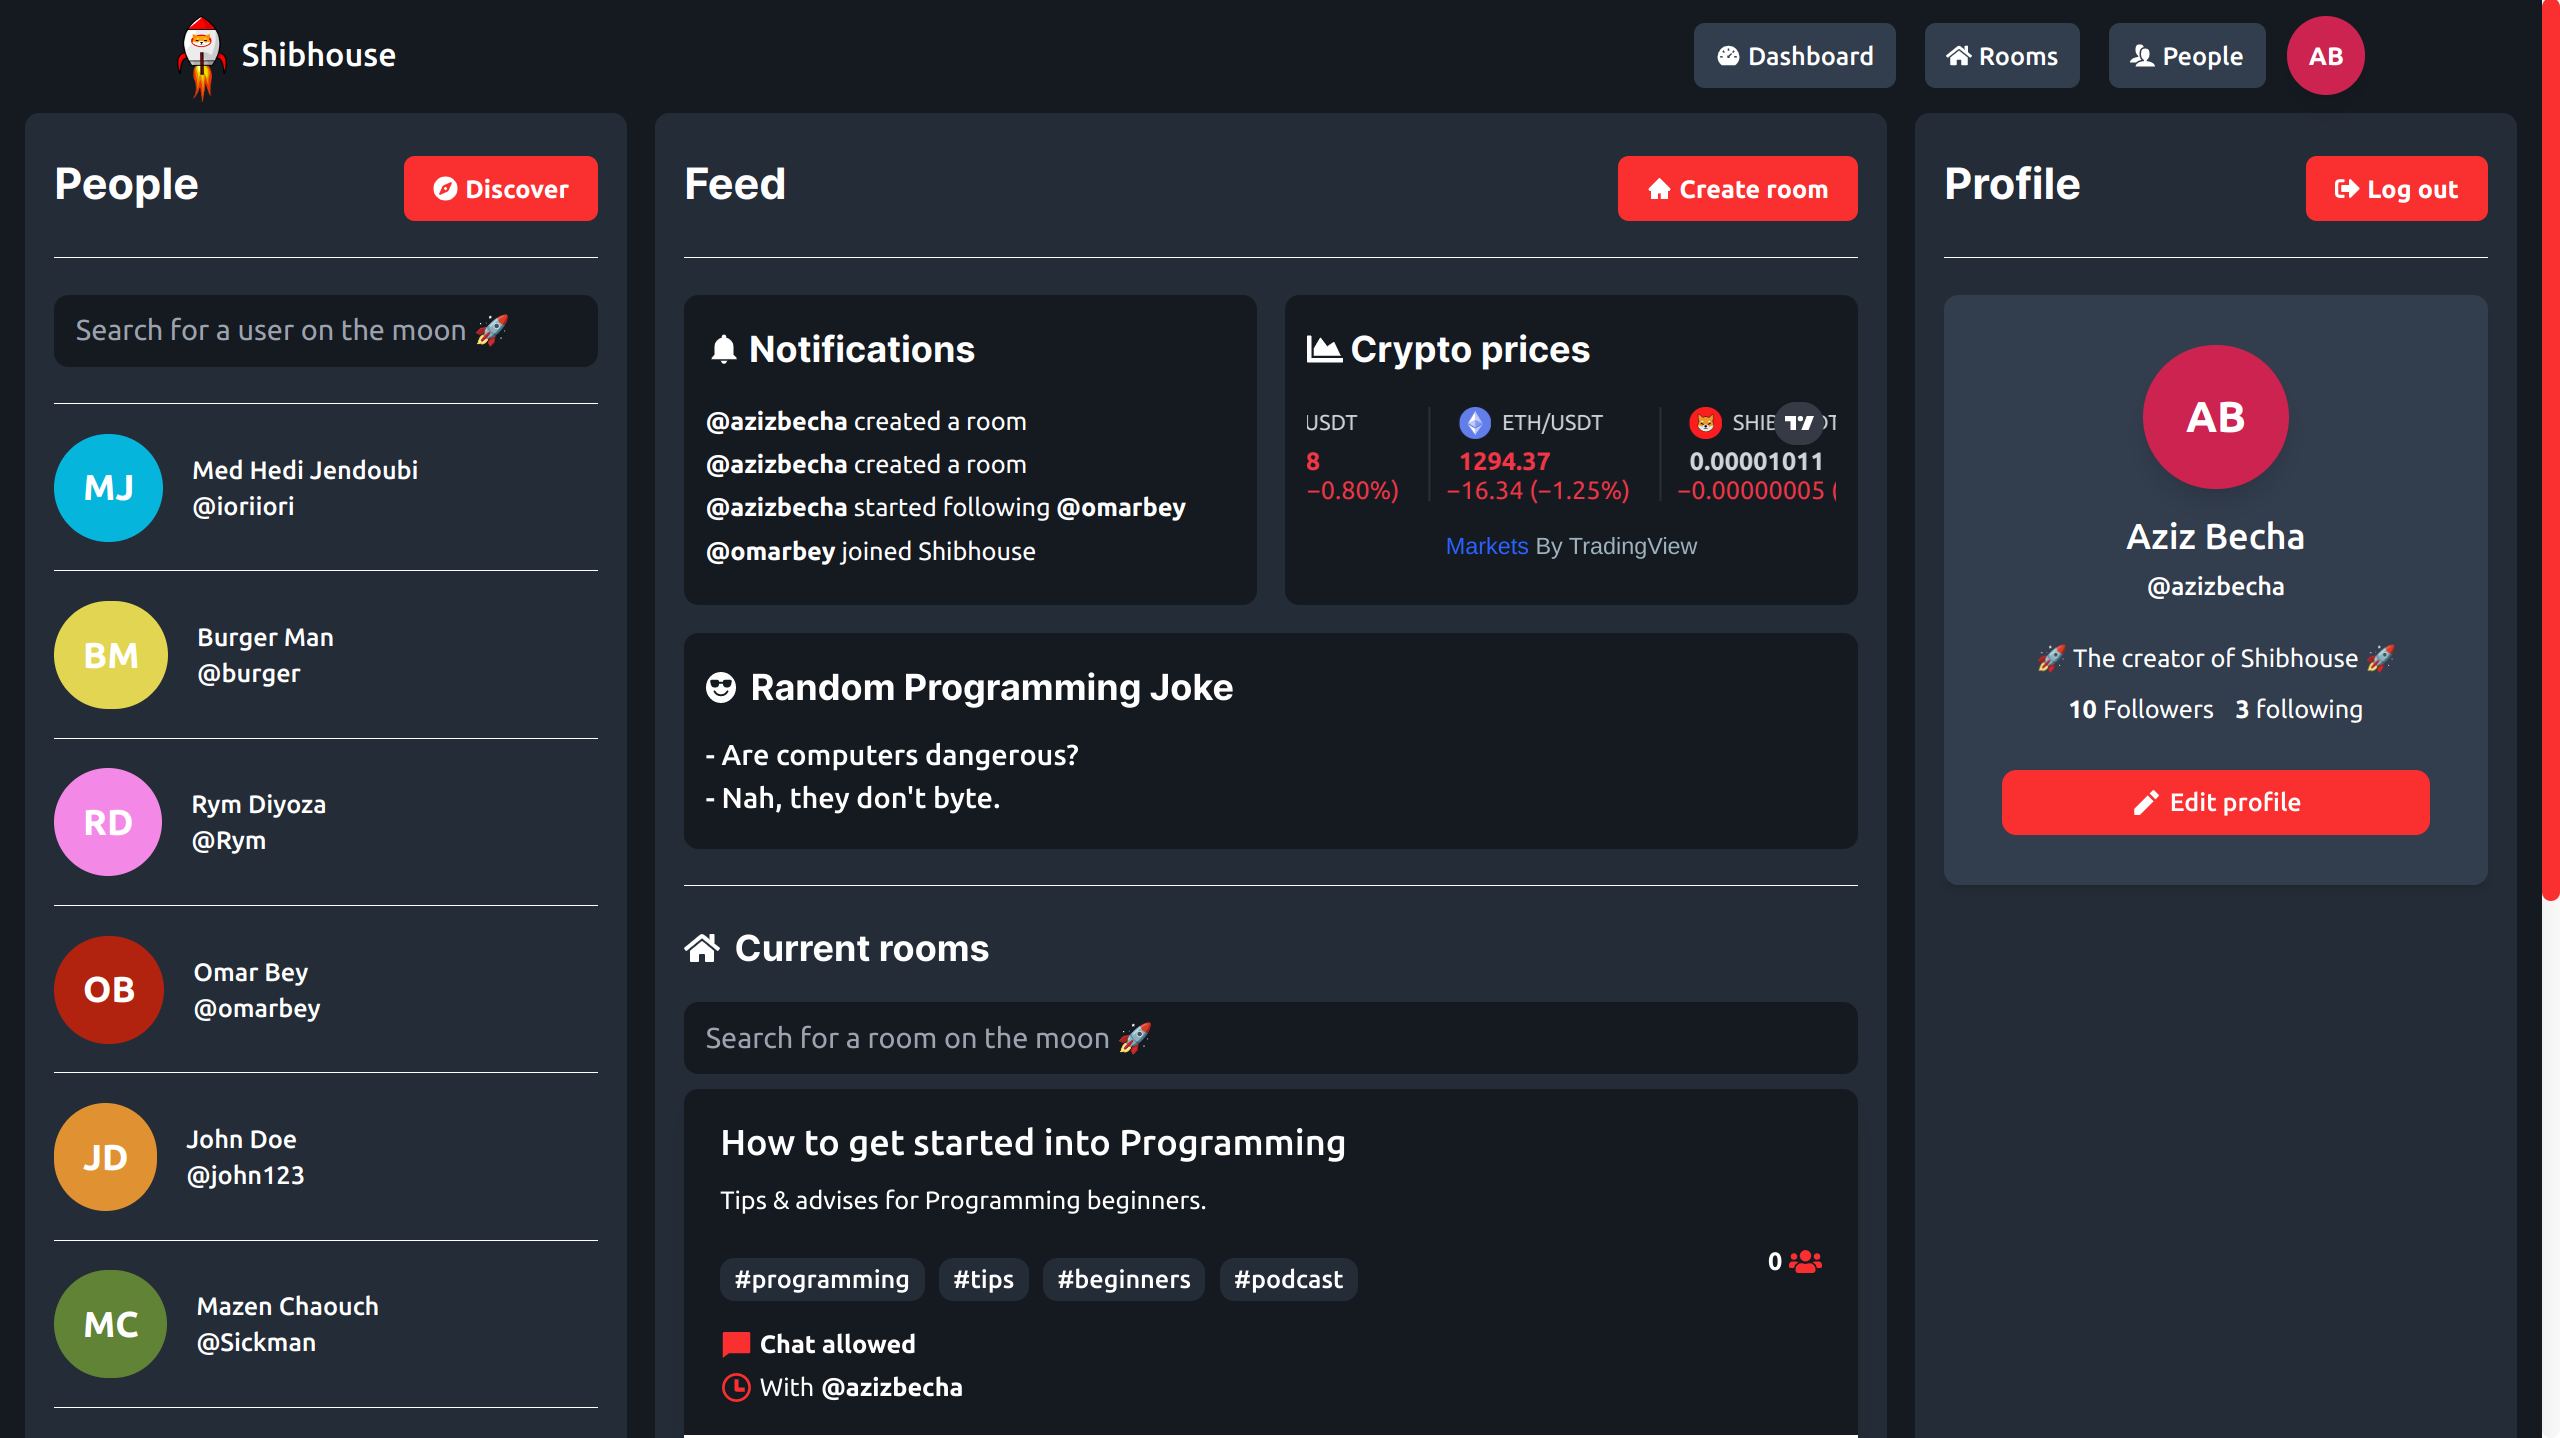 Shibhouse
Dashboard
Rooms
People
AB
People
Discover
Search for a user on the moon 🚀
MJ
Med Hedi Jendoubi
@ioriiori
BM
Burger Man
@burger
RD
Rym Diyoza
@Rym
OB
Omar Bey
@omarbey
JD
John Doe
@john123
MC
Mazen Chaouch
@Sickman
Feed
Create room
Notifications
@azizbecha created a room
@azizbecha created a room
@azizbecha started following @omarbey
@omarbey joined Shibhouse
Crypto prices
USDT
8
−0.80%)
ETH/USDT
1294.37
−16.34 (−1.25%)
SHIB
0.00001011
−0.00000005 (
Markets By TradingView
Random Programming Joke
- Are computers dangerous?
- Nah, they don't byte.
Current rooms
Search for a room on the moon 🚀
How to get started into Programming
Tips & advises for Programming beginners.
#programming #tips #beginners #podcast
0
Chat allowed
With @azizbecha
Profile
Log out
AB
Aziz Becha
@azizbecha
🚀 The creator of Shibhouse 🚀
10 Followers 3 following
Edit profile